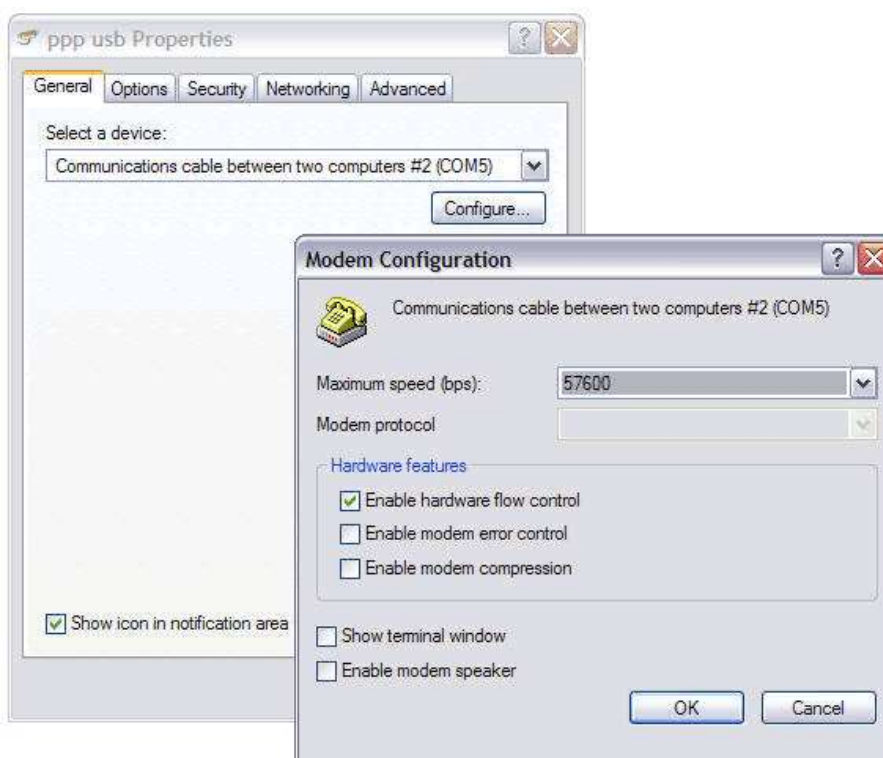 ppp usb Properties
General Options Security Networking Advanced
Select a device:
Communications cable between two computers #2 (COM5)
Configure...
Modem Configuration
Communications cable between two computers #2 (COM5)
Maximum speed (bps): 57600
Modem protocol
Hardware features
Enable hardware flow control
Enable modem error control
Enable modem compression
Show icon in notification area
Show terminal window
Enable modem speaker
OK Cancel